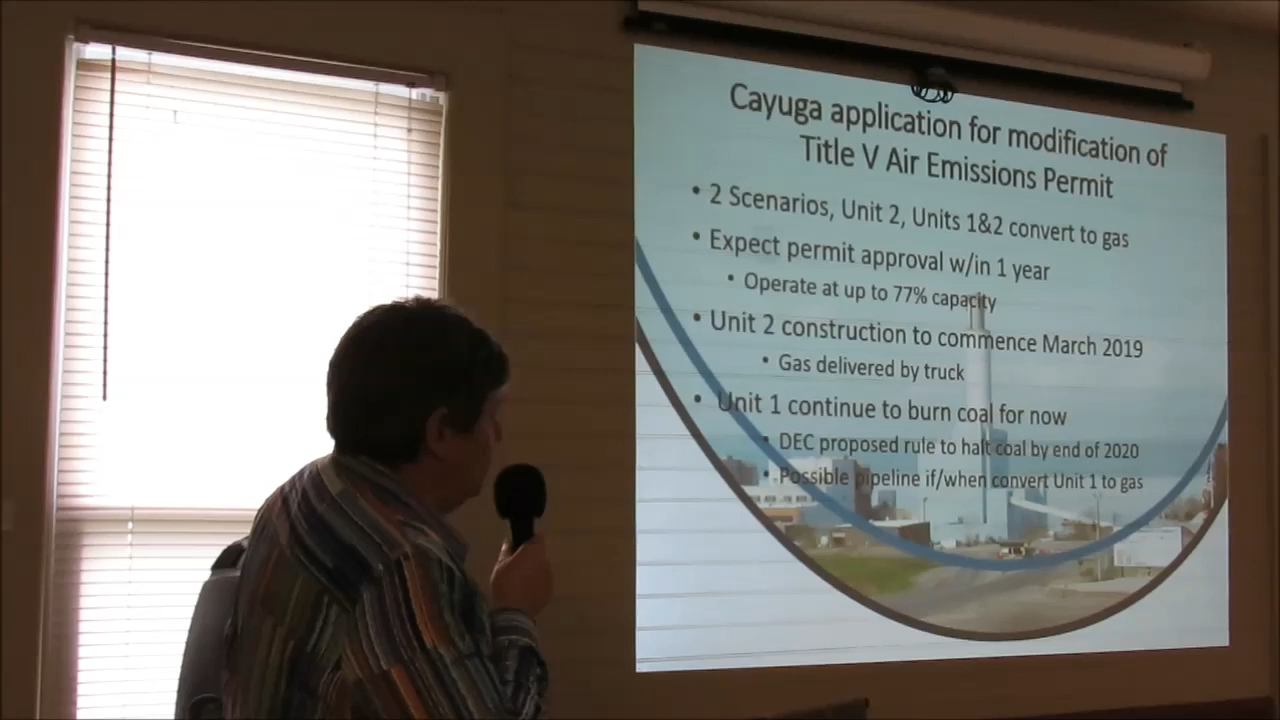 Cayuga application for modification of
Title V Air Emissions Permit
• 2 Scenarios, Unit 2, Units 1&2 convert to gas
• Expect permit approval w/in 1 year
• Operate at up to 77% capacity
• Unit 2 construction to commence March 2019
• Gas delivered by truck
• Unit 1 continue to burn coal for now
• DEC proposed rule to halt coal by end of 2020
• Possible pipeline if/when convert Unit 1 to gas